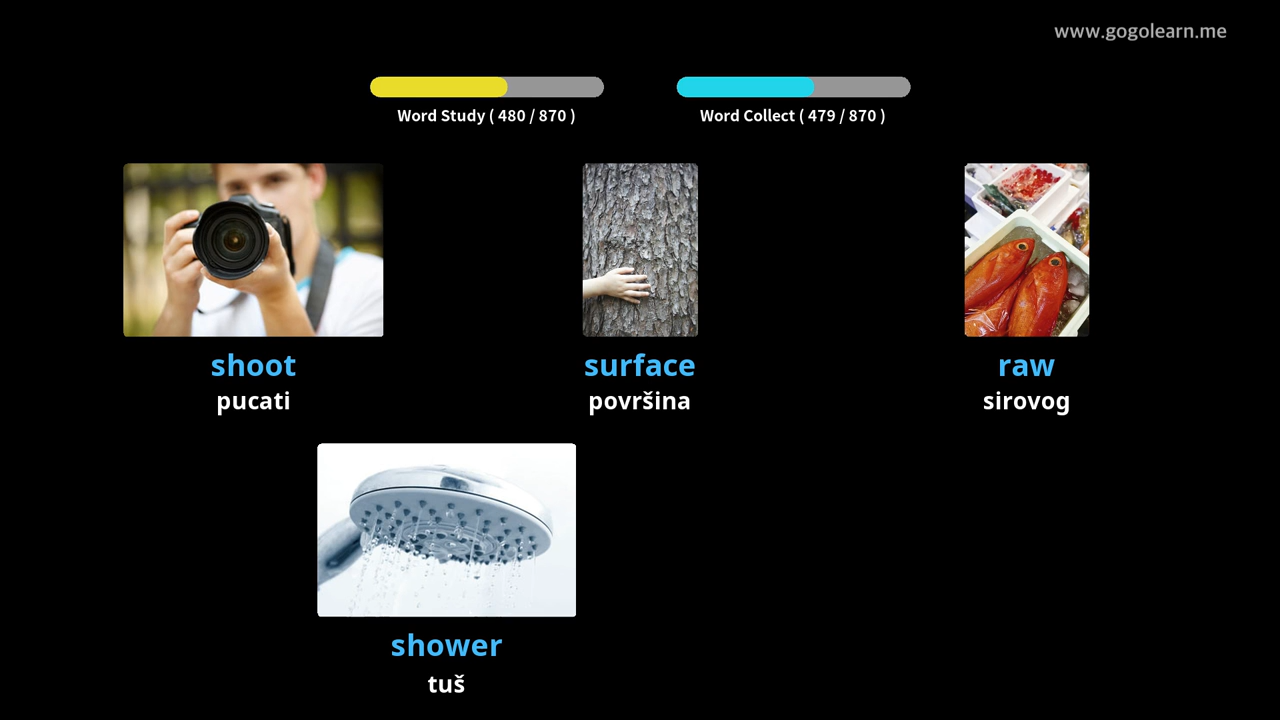 www.gogolearn.me
Word Study ( 480 / 870 )
Word Collect ( 479 / 870 )
shoot
pucati
surface
površina
raw
sirovog
shower
tuš